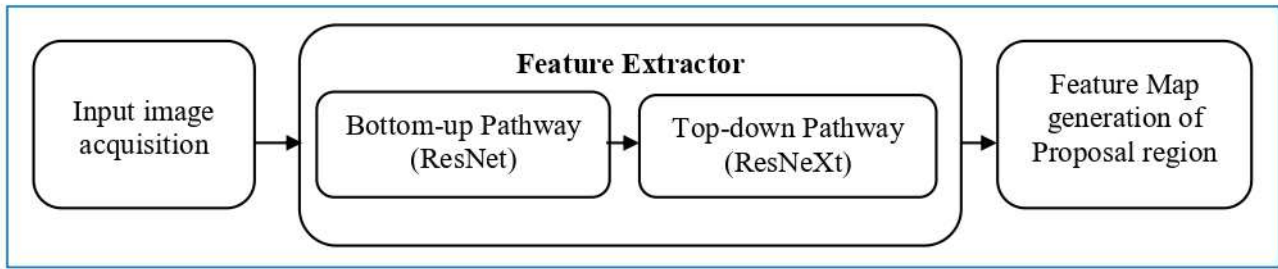 Input image
acquisition
Feature Extractor
Bottom-up Pathway
(ResNet)
Top-down Pathway
(ResNeXt)
Feature Map
generation of
Proposal region